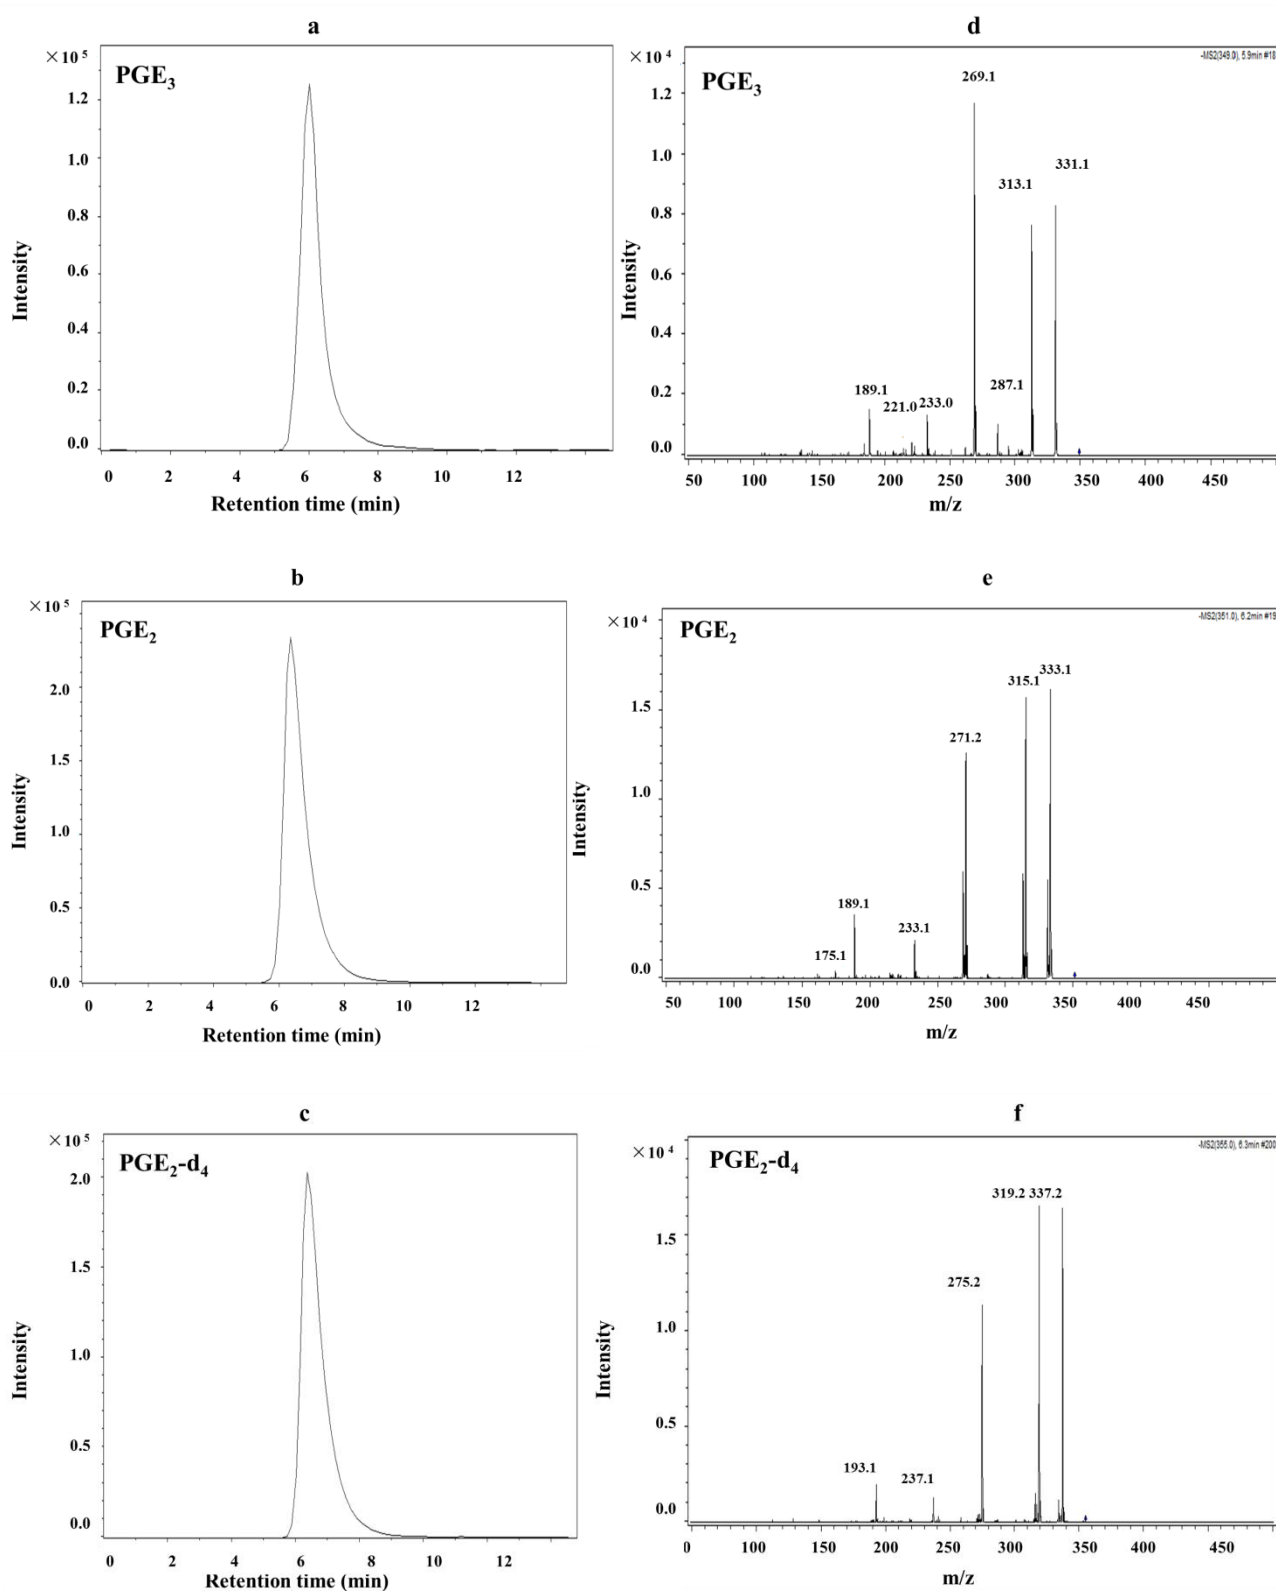 a
×10⁵
PGE₃
1.2
1.0
0.8
0.6
0.4
0.2
0.0
Intensity
0 2 4 6 8 10 12
Retention time (min)
d
×10⁴
PGE₃
-MS2(349.0), 5.9min #18
269.1
331.1
313.1
287.1
189.1
221.0
233.0
1.2
1.0
0.8
0.6
0.4
0.2
0.0
Intensity
50 100 150 200 250 300 350 400 450
m/z
b
×10⁵
PGE₂
2.0
1.5
1.0
0.5
0.0
Intensity
0 2 4 6 8 10 12
Retention time (min)
e
×10⁴
PGE₂
-MS2(351.0), 6.2min #19
315.1 333.1
271.2
189.1
233.1
175.1
1.5
1.0
0.5
0.0
Intensity
50 100 150 200 250 300 350 400 450
m/z
c
×10⁵
PGE₂-d₄
2.0
1.5
1.0
0.5
0.0
Intensity
0 2 4 6 8 10 12
Retention time (min)
f
×10⁴
PGE₂-d₄
-MS2(355.0), 6.3min #200
319.2 337.2
275.2
193.1
237.1
1.5
1.0
0.5
0.0
Intensity
100 150 200 250 300 350 400 450
m/z